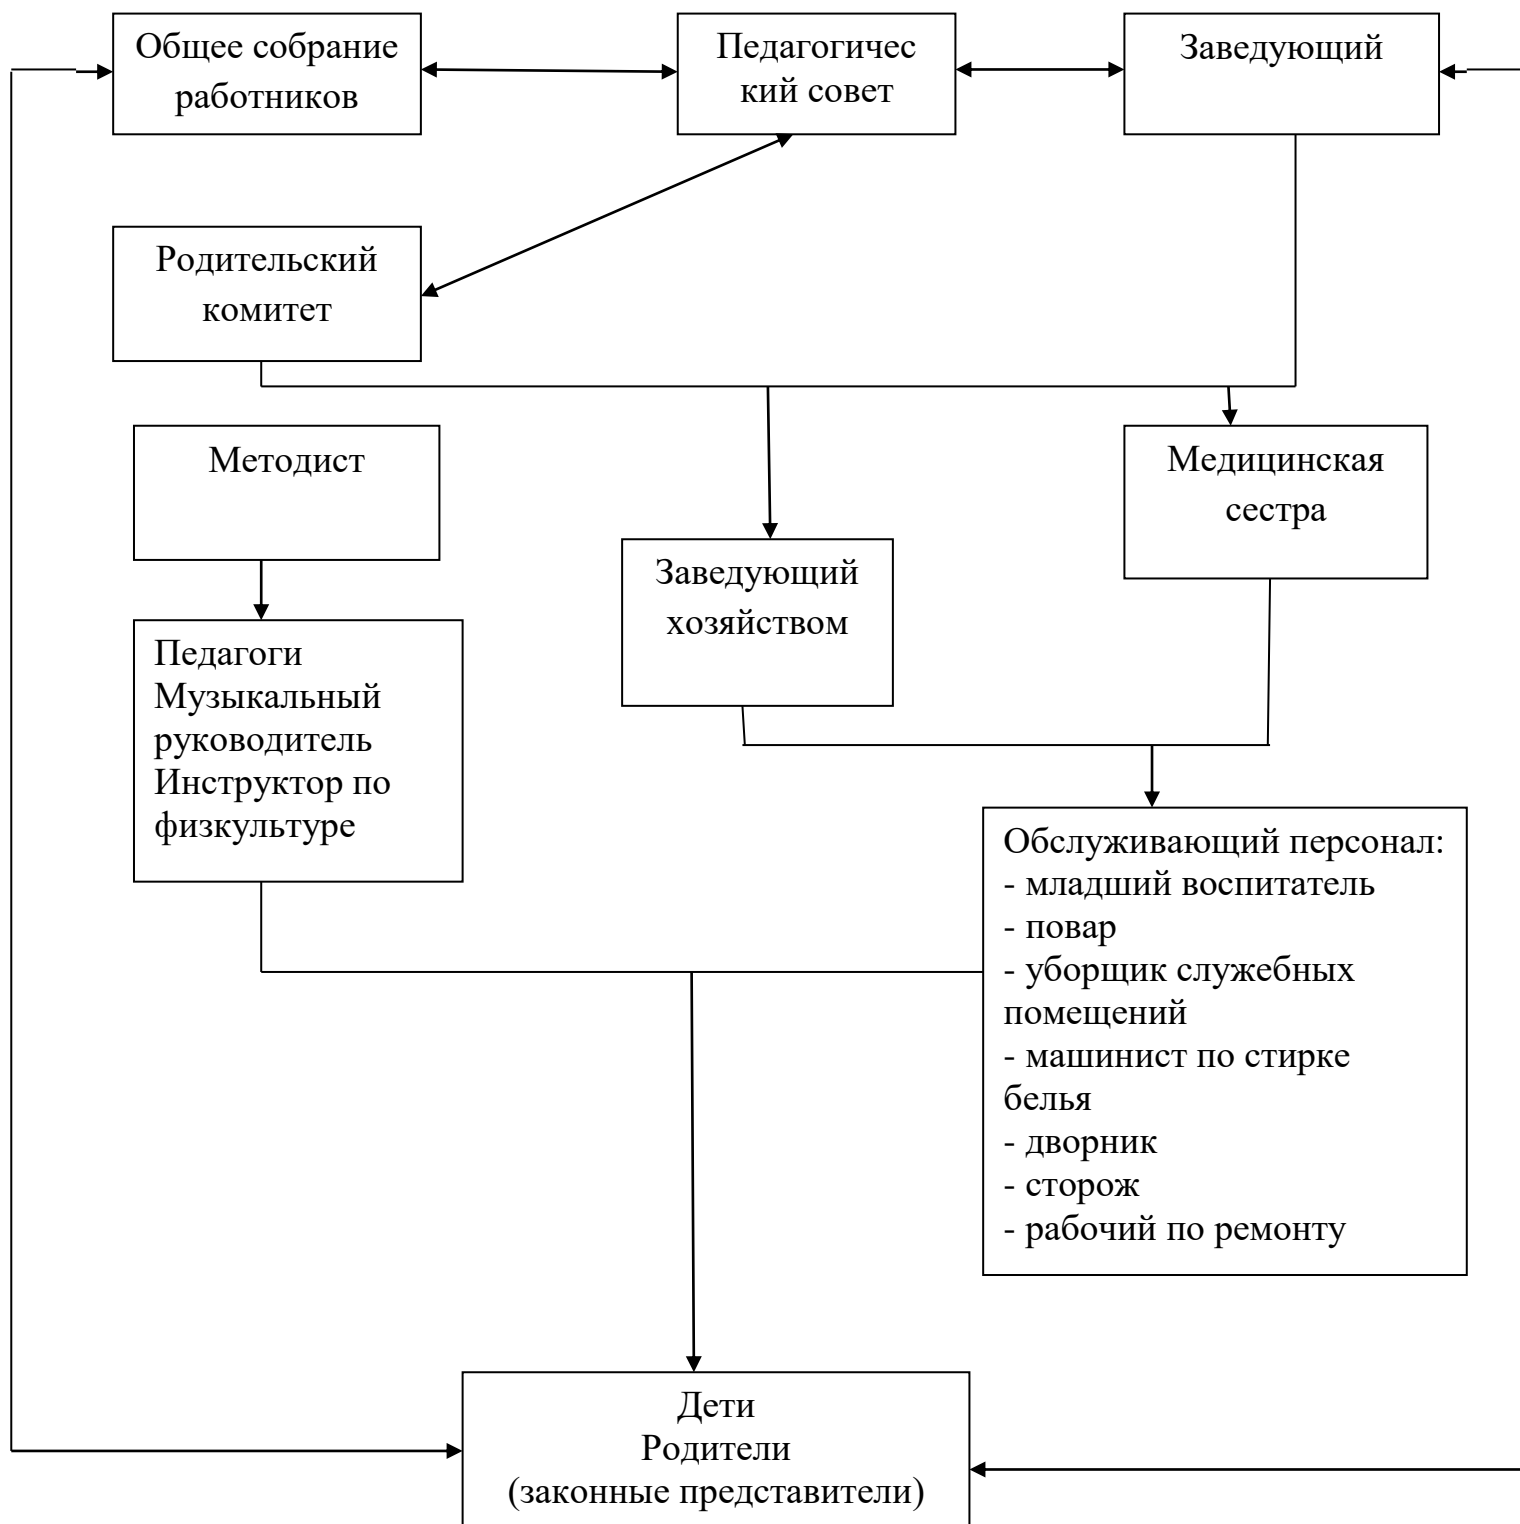 Общее собрание
работников
Педагогичес
кий совет
Заведующий
Родительский
комитет
Методист
Медицинская
сестра
Заведующий
хозяйством
Педагоги
Музыкальный
руководитель
Инструктор по
физкультуре
Обслуживающий персонал:
- младший воспитатель
- повар
- уборщик служебных
помещений
- машинист по стирке
белья
- дворник
- сторож
- рабочий по ремонту
Дети
Родители
(законные представители)